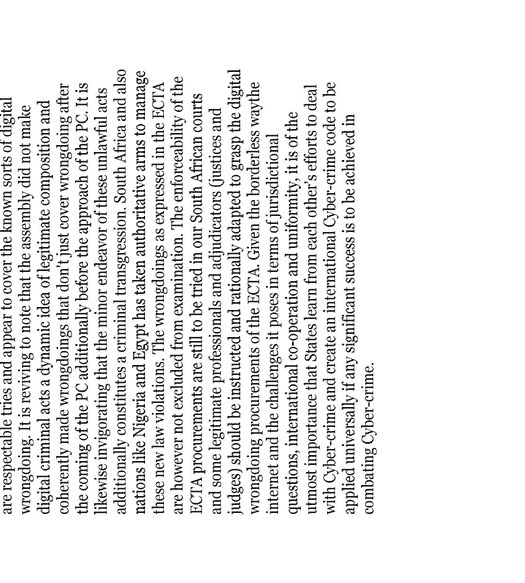 are respectable tries and appear to cover the known sorts of digital
wrongdoing. It is reviving to note that the assembly did not make
digital criminal acts a dynamic idea of legitimate composition and
coherently made wrongdoings that don't just cover wrongdoing after
the coming of the PC additionally before the approach of the PC. It is
likewise invigorating that the minor endeavor of these unlawful acts
additionally constitutes a criminal transgression. South Africa and also
nations like Nigeria and Egypt has taken authoritative arms to manage
these new law violations. The wrongdoings as expressed in the ECTA
are however not excluded from examination. The enforceability of the
ECTA procurements are still to be tried in our South African courts
and some legitimate professionals and adjudicators (justices and
judges) should be instructed and rationally adapted to grasp the digital
wrongdoing procurements of the ECTA. Given the borderless waythe
internet and the challenges it poses in terms of jurisdictional
questions, international co-operation and uniformity, it is of the
utmost importance that States learn from each other's efforts to deal
with Cyber-crime and create an international Cyber-crime code to be
applied universally if any significant success is to be achieved in
combating Cyber-crime.